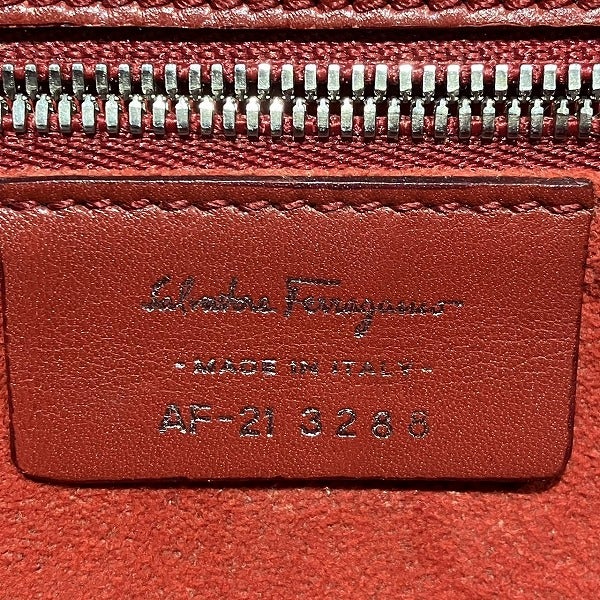 Salvatore Ferragamo
- MADE IN ITALY -
AF-21 3288